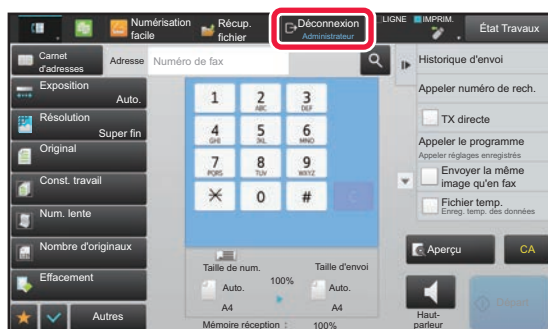 Numérisation facile
Récup. fichier
Déconnexion
Administrateur
LIGNE
IMPRIM.
État Travaux
Carnet d'adresses
Adresse
Numéro de fax
Historique d'envoi
Exposition
Auto.
Appeler numéro de rech.
Résolution
Super fin
TX directe
Original
Appeler le programme
Appeler réglages enregistrés
Const. travail
Envoyer la même image qu'en fax
Num. lente
Fichier temp.
Enreg. temp. des données
Nombre d'originaux
Effacement
Autres
1
2 ABC
3 DEF
4 GHI
5 JKL
6 MNO
7 PQRS
8 TUV
9 WXYZ
0
#
C
Taille de num.
Taille d'envoi
100%
Auto.
Auto.
A4
A4
Mémoire réception : 100%
Aperçu
CA
Haut-parleur
Départ